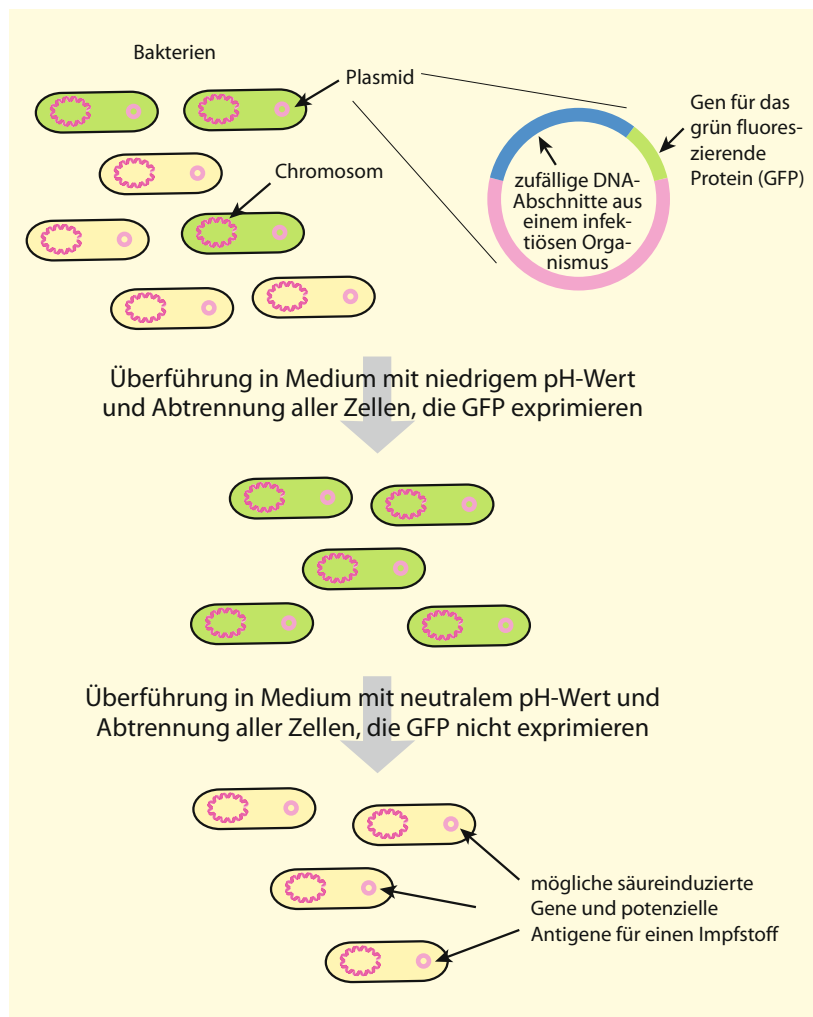 Bakterien
Plasmid
Chromosom
Gen für das
grün fluores-
zierende
Protein (GFP)
zufällige DNA-
Abschnitte aus
einem infek-
tiösen Orga-
nismus
Überführung in Medium mit niedrigem pH-Wert
und Abtrennung aller Zellen, die GFP exprimieren
Überführung in Medium mit neutralem pH-Wert und
Abtrennung aller Zellen, die GFP nicht exprimieren
mögliche säureinduzierte
Gene und potenzielle
Antigene für einen Impfstoff